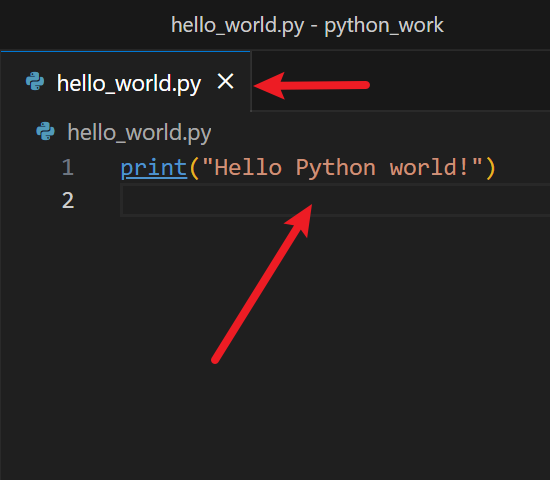 hello_world.py - python_work
hello_world.py ×
hello_world.py
1 print("Hello Python world!")
2